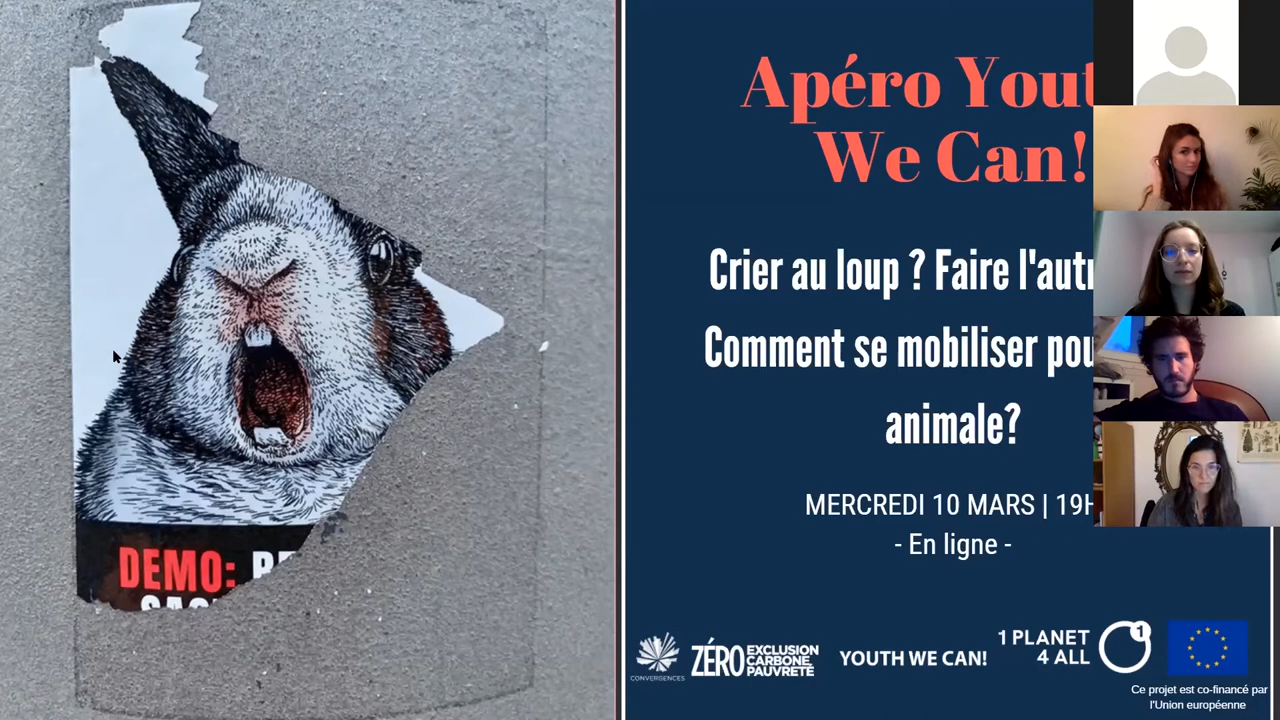 DEMO:
Apéro Yout
We Can!
Crier au loup ? Faire l'autr
Comment se mobiliser pou
animale?
MERCREDI 10 MARS | 19H
- En ligne -
CONVERGENCES
ZÉRO EXCLUSION
CARBONE
PAUVRETÉ
YOUTH WE CAN!
1 PLANET
4 ALL
1
Ce projet est co-financé par
l'Union européenne